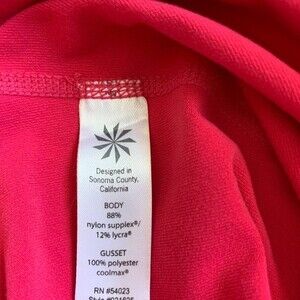 Designed in
Sonoma County,
California
BODY
88%
nylon supplex®/
12% lycra®
GUSSET
100% polyester
coolmax®
RN #54023